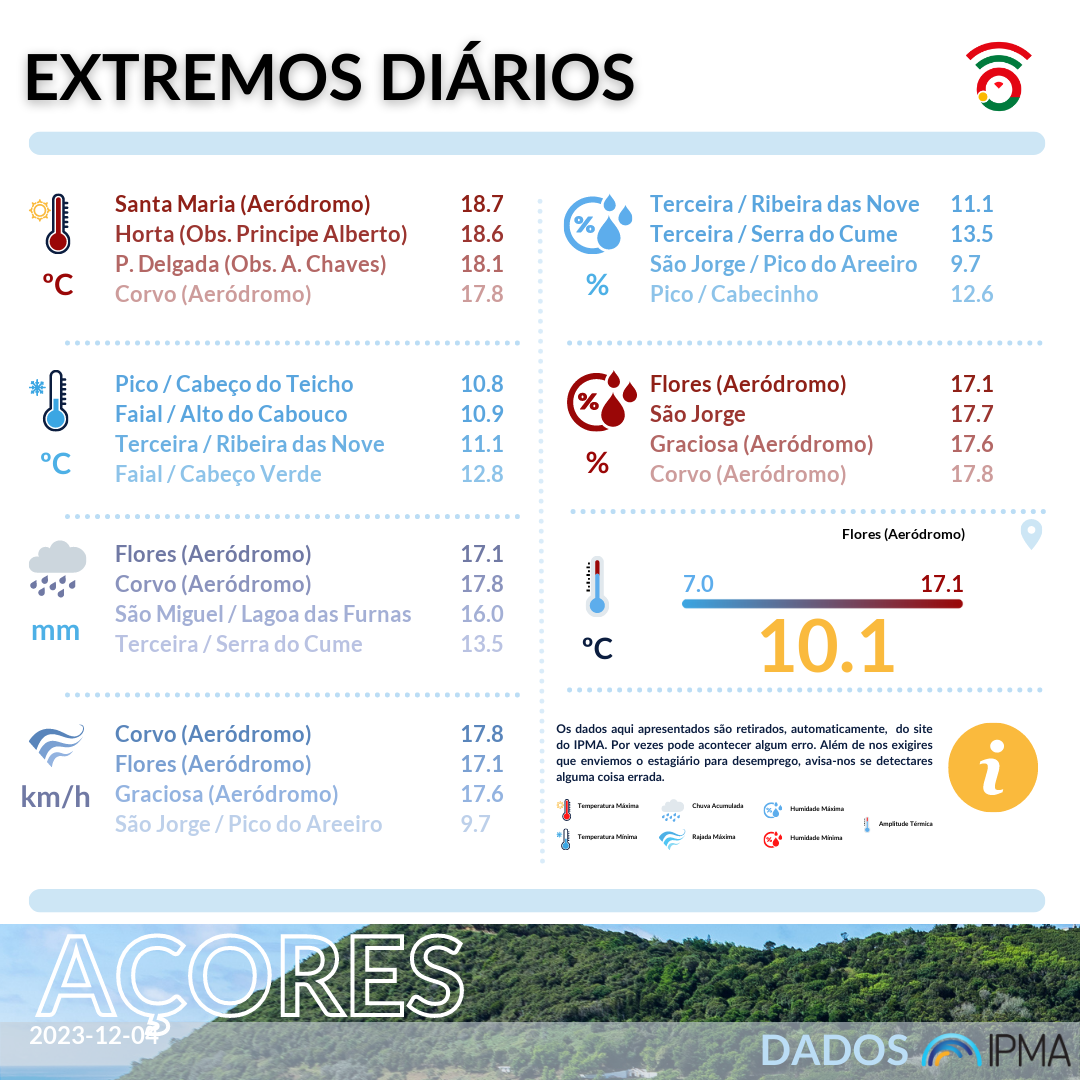 EXTREMOS DIÁRIOS
Santa Maria (Aeródromo) 18.7
Horta (Obs. Principe Alberto) 18.6
P. Delgada (Obs. A. Chaves) 18.1
Corvo (Aeródromo) 17.8
ºC
Pico / Cabeço do Teicho 10.8
Faial / Alto do Cabouco 10.9
Terceira / Ribeira das Nove 11.1
Faial / Cabeço Verde 12.8
ºC
Flores (Aeródromo) 17.1
Corvo (Aeródromo) 17.8
São Miguel / Lagoa das Furnas 16.0
Terceira / Serra do Cume 13.5
mm
Corvo (Aeródromo) 17.8
Flores (Aeródromo) 17.1
Graciosa (Aeródromo) 17.6
São Jorge / Pico do Areeiro 9.7
km/h
%
Terceira / Ribeira das Nove 11.1
Terceira / Serra do Cume 13.5
São Jorge / Pico do Areeiro 9.7
Pico / Cabecinho 12.6
%
%
Flores (Aeródromo) 17.1
São Jorge 17.7
Graciosa (Aeródromo) 17.6
Corvo (Aeródromo) 17.8
%
Flores (Aeródromo)
7.0 17.1
10.1
ºC
Os dados aqui apresentados são retirados, automaticamente, do site
do IPMA. Por vezes pode acontecer algum erro. Além de nos exigires
que enviemos o estagiário para desemprego, avisa-nos se detectares
alguma coisa errada.
i
Temperatura Máxima Chuva Acumulada Humidade Máxima
Amplitude Térmica
Temperatura Mínima Rajada Máxima Humidade Mínima
AÇORES
2023-12-04
DADOS IPMA